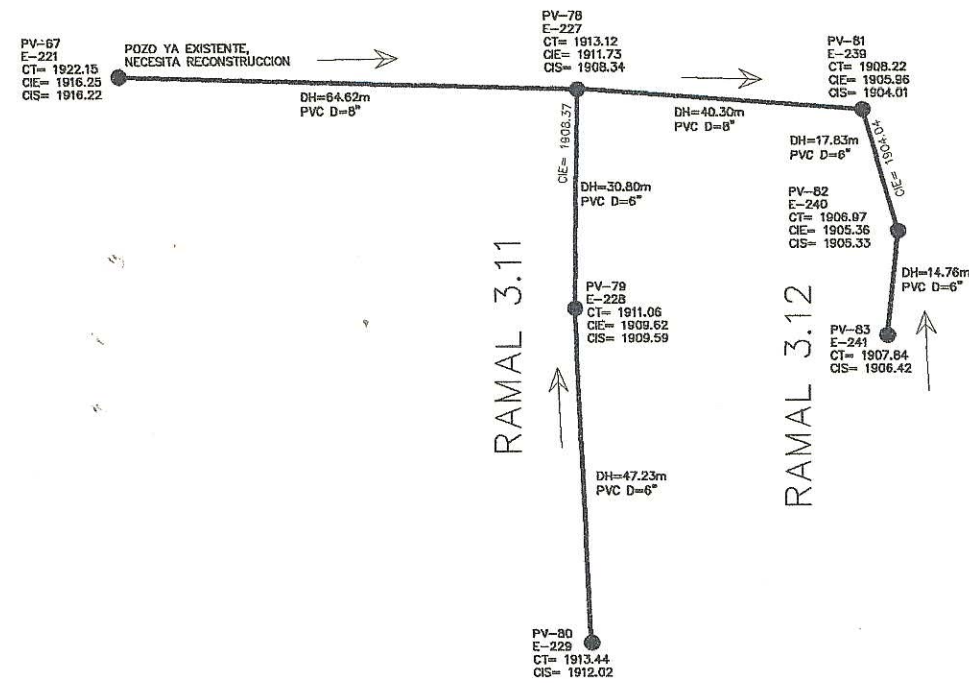 PV-67
E-221
CT= 1922.15
CIE= 1916.25
CIS= 1916.22
POZO YA EXISTENTE,
NECESITA RECONSTRUCCION
DH=64.62m
PVC D=8"
PV-78
E-227
CT= 1913.12
CIE= 1911.73
CIS= 1908.34
DH=40.30m
PVC D=8"
PV-81
E-239
CT= 1908.22
CIE= 1905.96
CIS= 1904.01
CIE= 1908.37
DH=30.80m
PVC D=6"
DH=17.83m
PVC D=6"
CIE= 1904.04
PV-82
E-240
CT= 1906.97
CIE= 1905.36
CIS= 1905.33
DH=14.76m
PVC D=6"
RAMAL 3.11
PV-79
E-228
CT= 1911.06
CIE= 1909.62
CIS= 1909.59
RAMAL 3.12
PV-83
E-241
CT= 1907.84
CIS= 1906.42
DH=47.23m
PVC D=6"
PV-80
E-229
CT= 1913.44
CIS= 1912.02